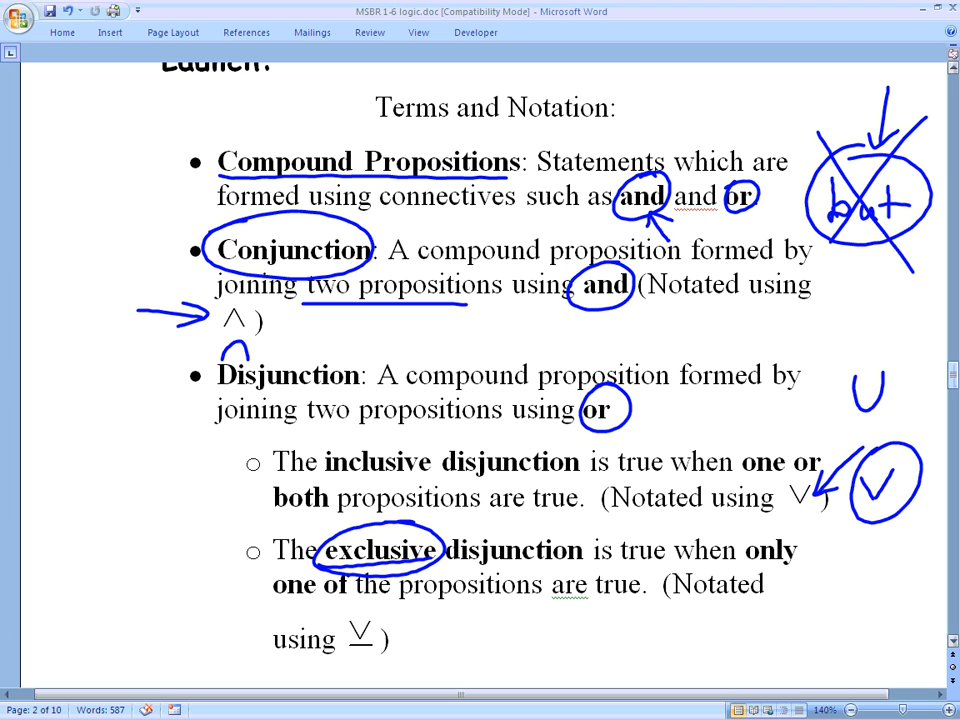 MSBR 1-6 logic.doc [Compatibility Mode] - Microsoft Word
Home Insert Page Layout References Mailings Review View Developer
Launch:
Terms and Notation:
• Compound Propositions: Statements which are
formed using connectives such as and and or.
but
• Conjunction: A compound proposition formed by
joining two propositions using and (Notated using
∧ )
∩
• Disjunction: A compound proposition formed by
joining two propositions using or
∪
o The inclusive disjunction is true when one or
both propositions are true. (Notated using ∨ )
∨
o The exclusive disjunction is true when only
one of the propositions are true. (Notated
using ⊻ )
Page: 2 of 10 Words: 587 140%